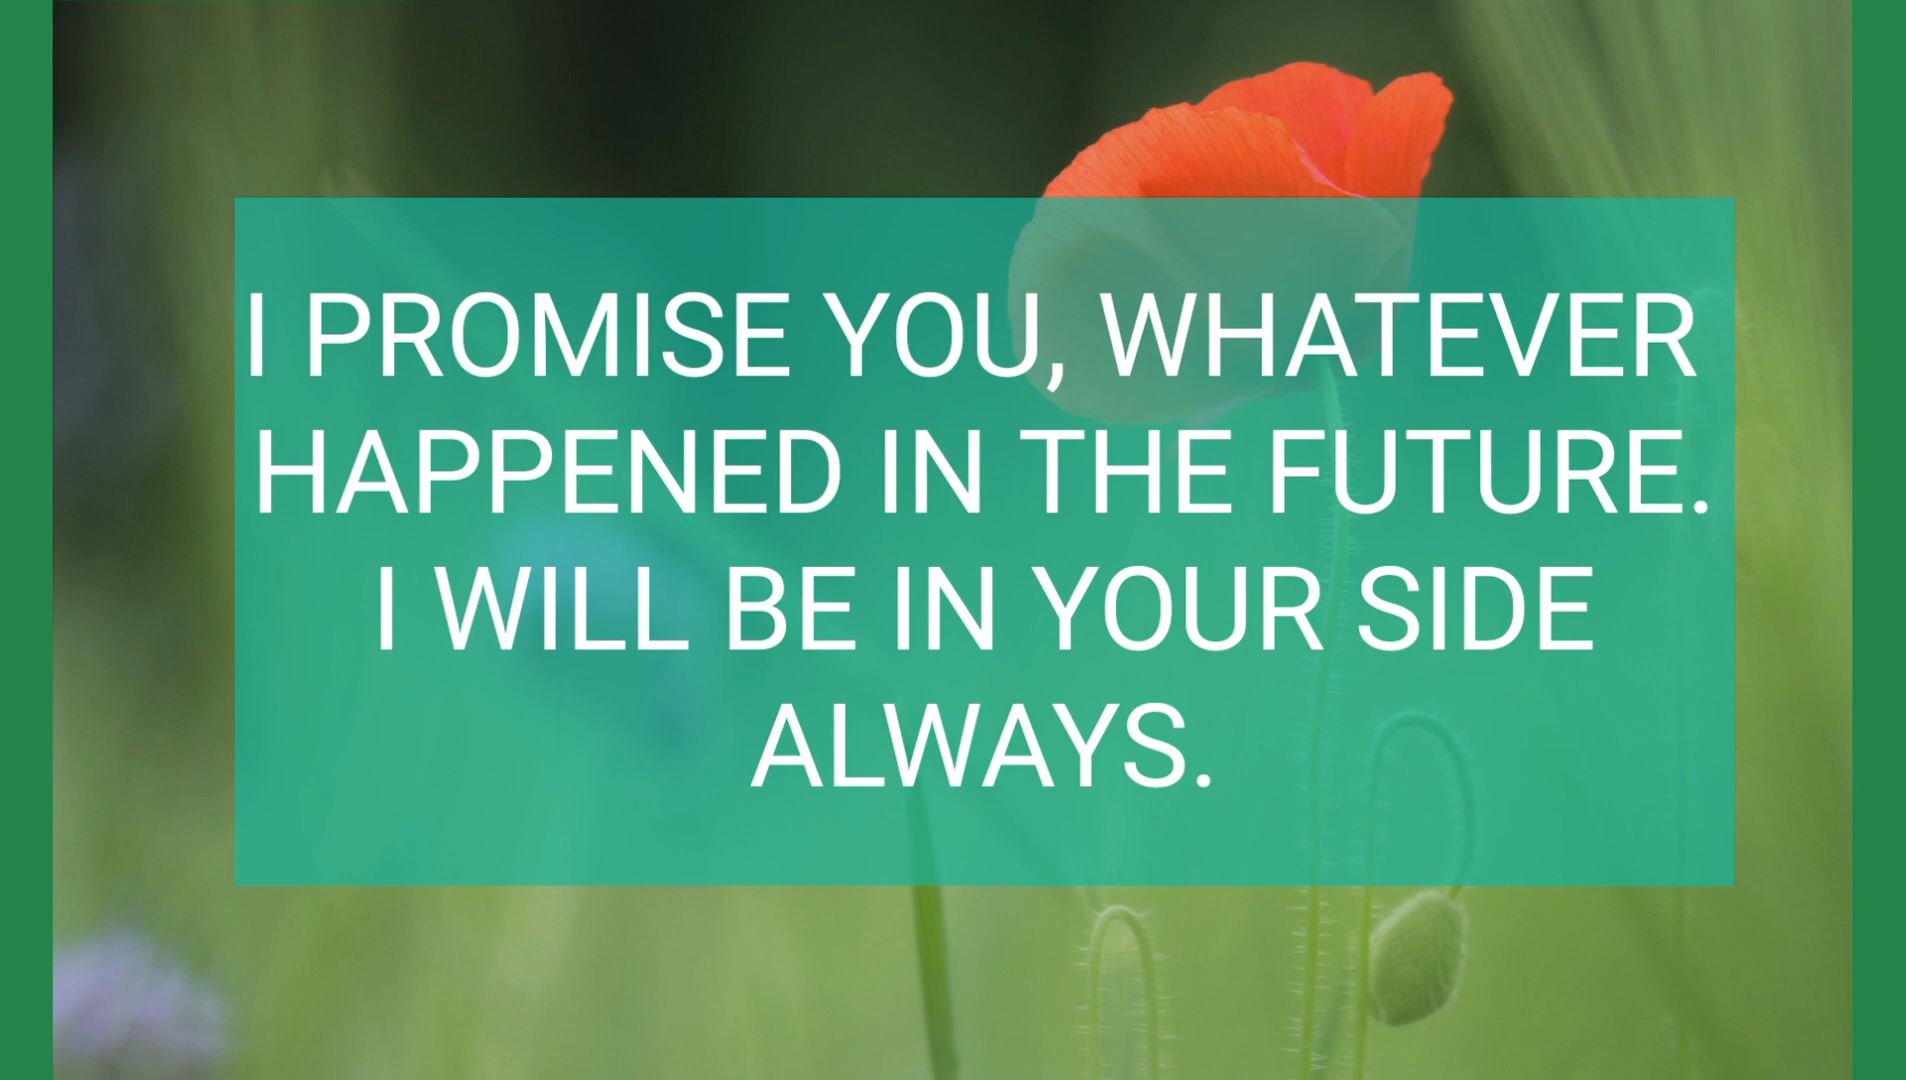 I PROMISE YOU, WHATEVER
HAPPENED IN THE FUTURE.
I WILL BE IN YOUR SIDE
ALWAYS.